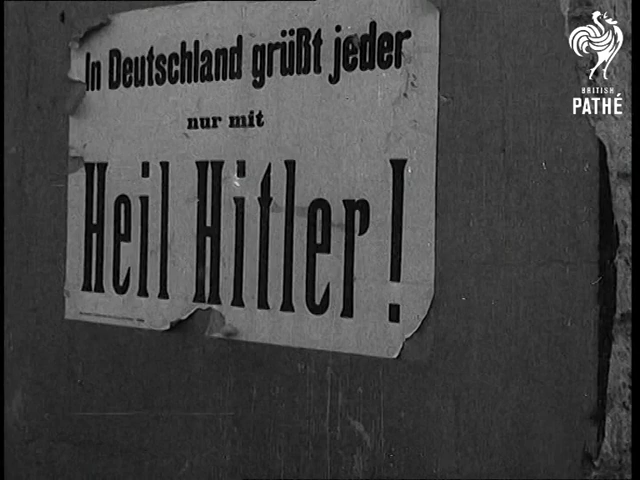 In Deutschland grüßt jeder
nur mit
Heil Hitler!
BRITISH
PATHÉ